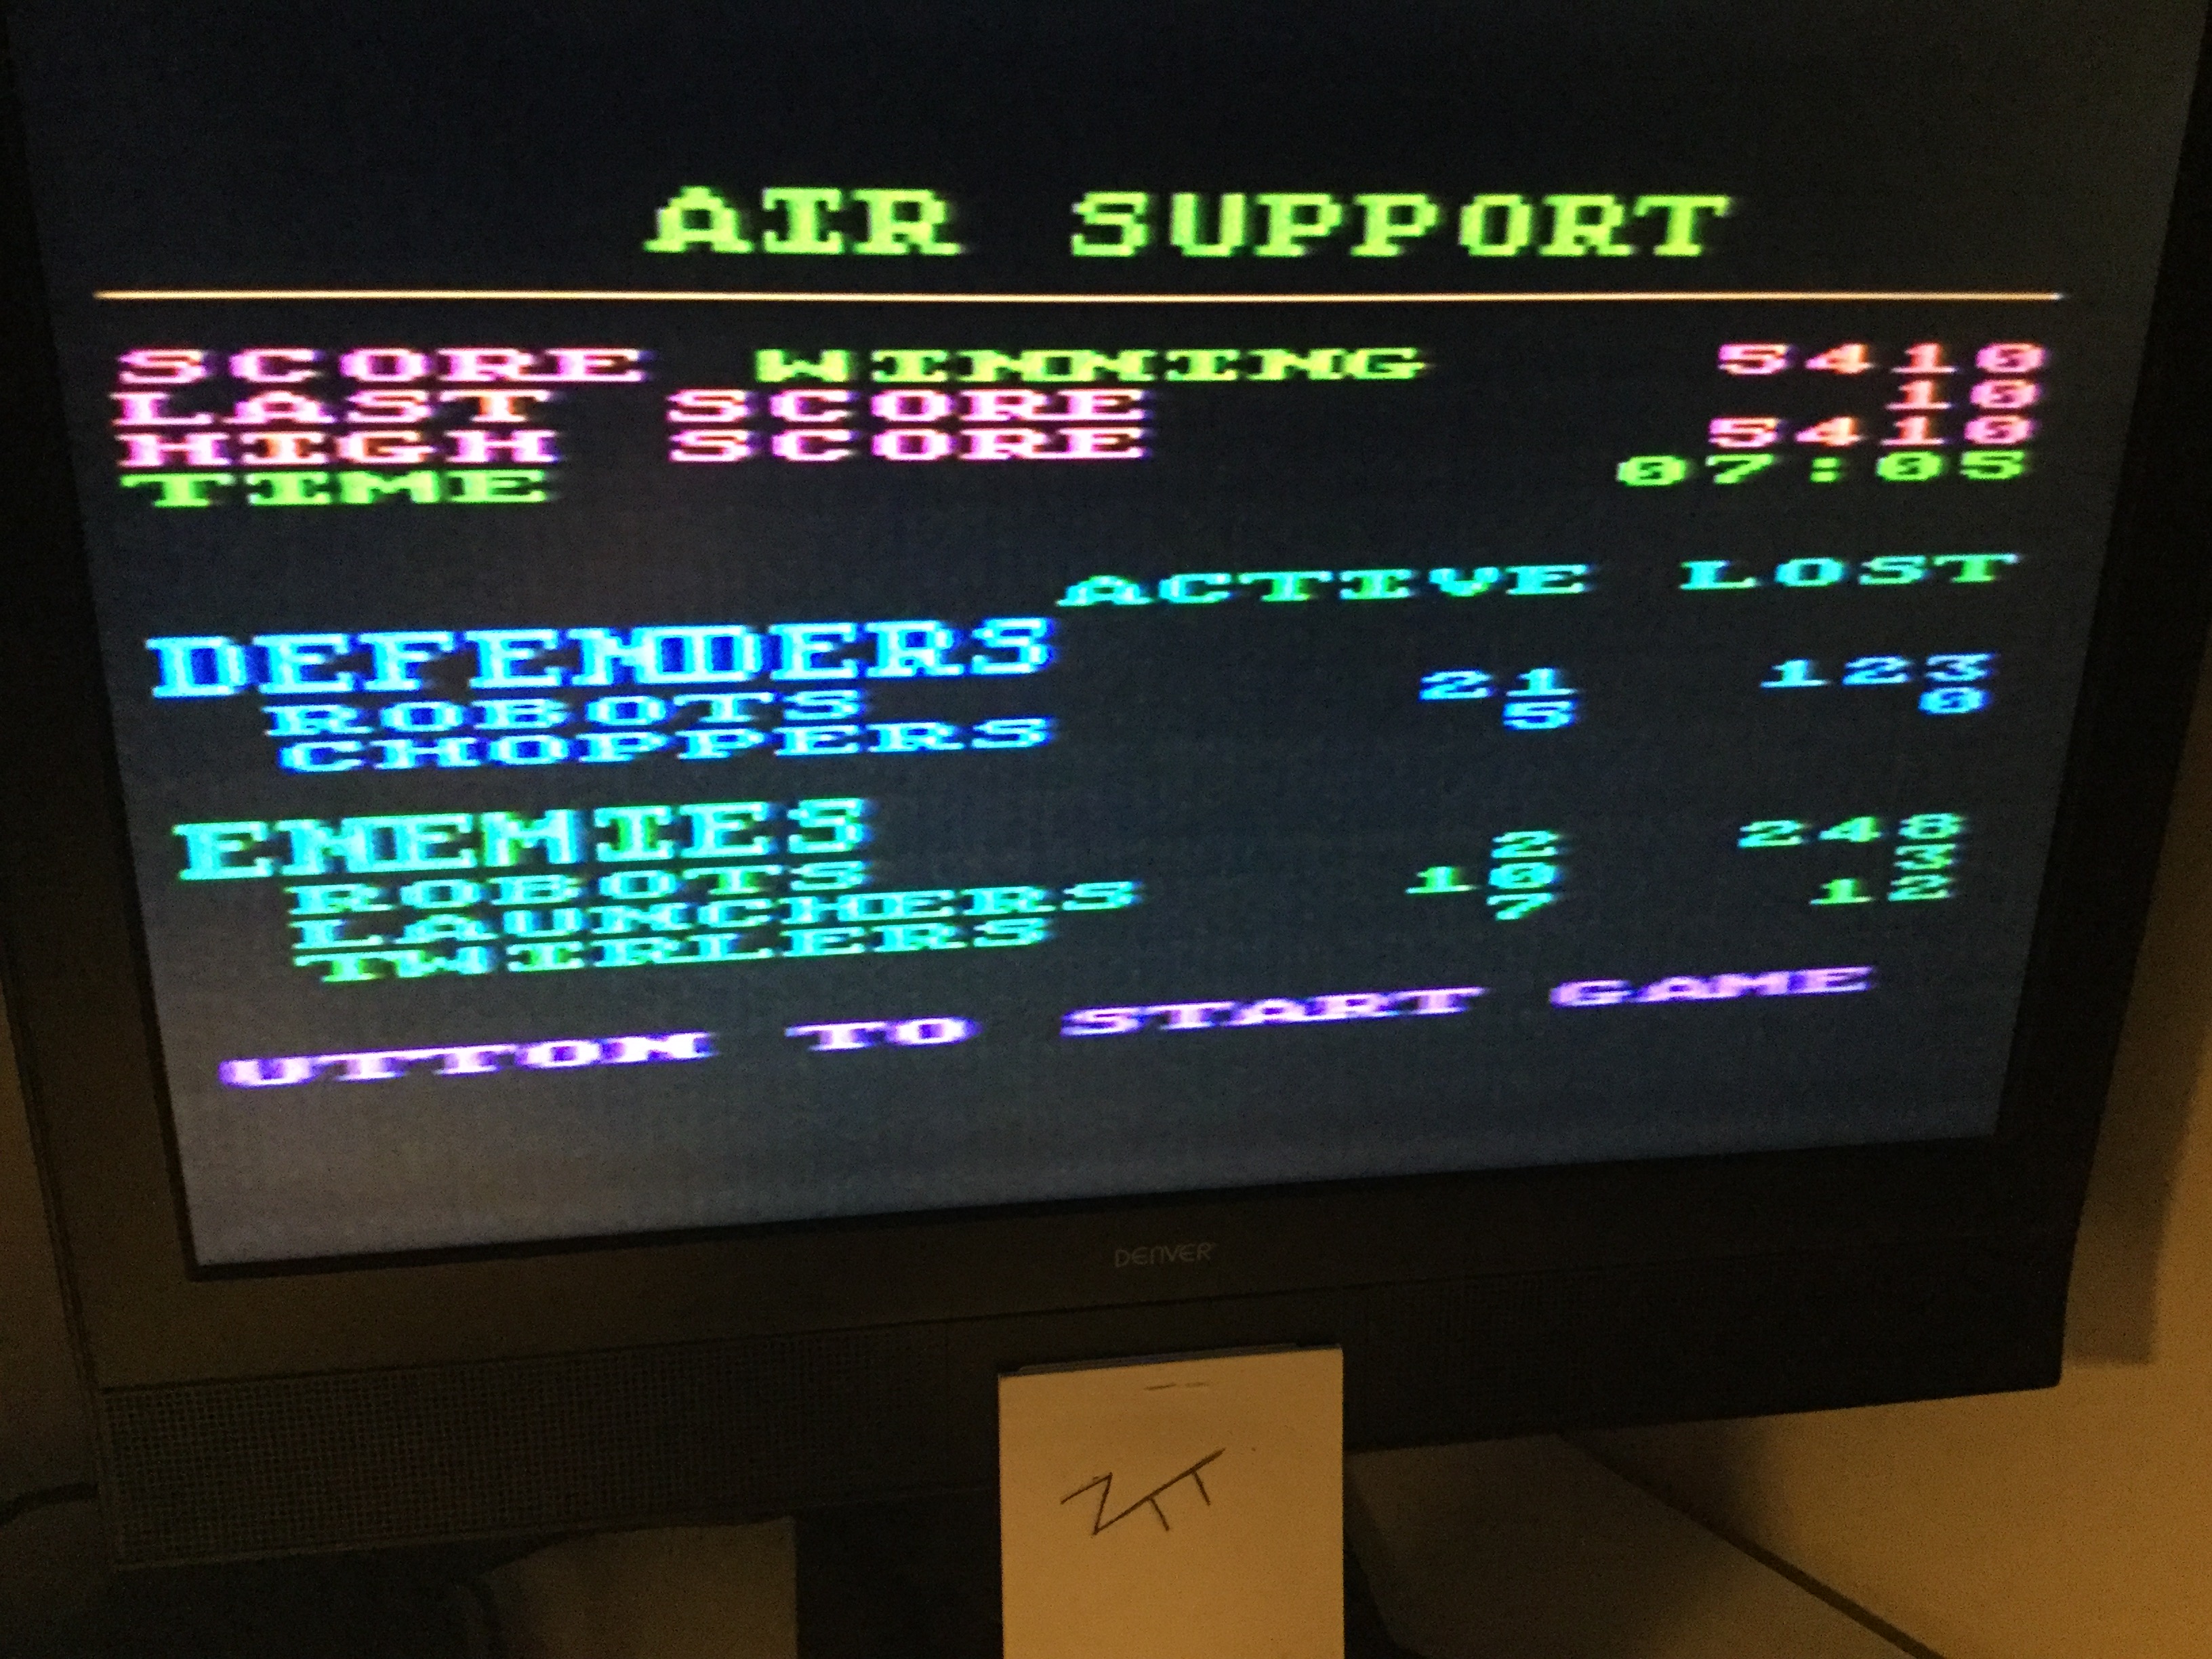 AIR SUPPORT
SCORE WINNING 5410
LAST SCORE 10
HIGH SCORE 5410
TIME 07:05
ACTIVE LOST
DEFENDERS
ROBOTS 21 123
CHOPPERS 5 0
ENEMIES
ROBOTS 2 248
LAUNCHERS 10 3
TWIRLERS 7 12
UTTON TO START GAME
DENVER